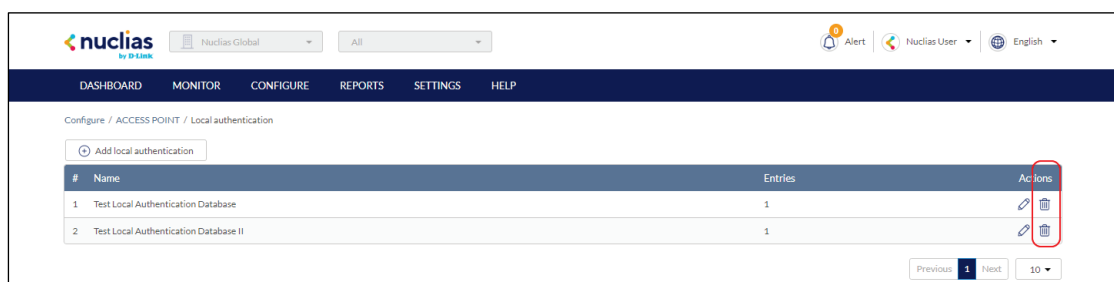 nuclias Nuclias Global All 0 Alert Nuclias User English
by D-Link
DASHBOARD MONITOR CONFIGURE REPORTS SETTINGS HELP
Configure / ACCESS POINT / Local authentication
Add local authentication
# Name Entries Actions
1 Test Local Authentication Database 1
2 Test Local Authentication Database II 1
Previous 1 Next 10